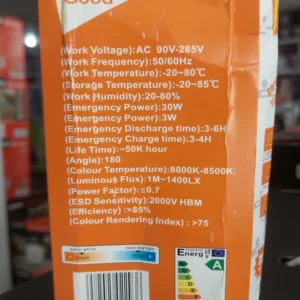 Good
(Work Voltage):AC 90V-265V
(Work Frequency):50/60Hz
(Work Temperature):-20~80℃
(Storage Temperature):-20~85℃
(Work Humidity):20-80%
(Emergency Power):30W
(Emergency Power):3W
(Emergency Discharge time):3-6H
(Emergency Charge time):3-4H
(Life Time):~50K hour
(Angle):180
(Colour Temperature):8000K-8500K
(Luminous Flux):1M~1400LX
(Power Factor):≤0.7
(ESD Sensitivity):2000V HBM
(Efficiency) :>85%
(Colour Rendering Index) :>75
Energy
A